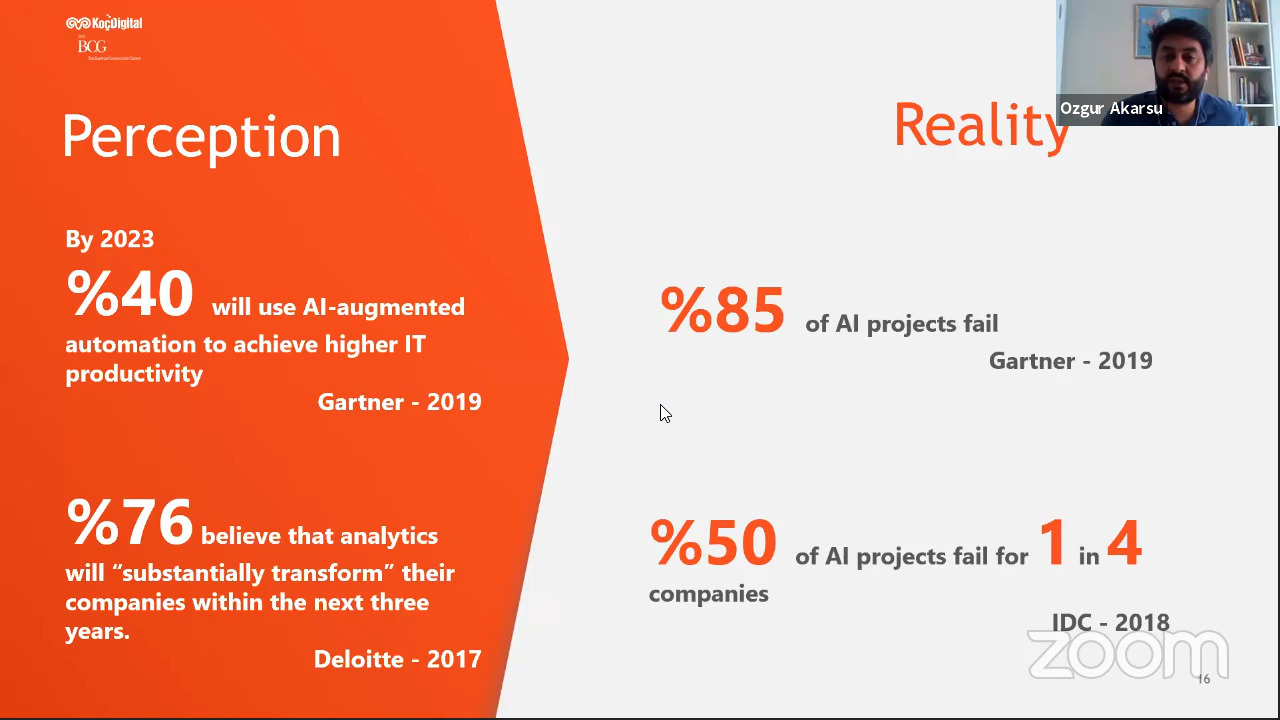 KoçDigital
BCG
Perception
By 2023
%40 will use AI-augmented
automation to achieve higher IT
productivity
Gartner - 2019
%76 believe that analytics
will “substantially transform” their
companies within the next three
years.
Deloitte - 2017
Reality
Ozgur Akarsu
%85 of AI projects fail
Gartner - 2019
%50 of AI projects fail for 1 in 4
companies
IDC - 2018
zoom
16